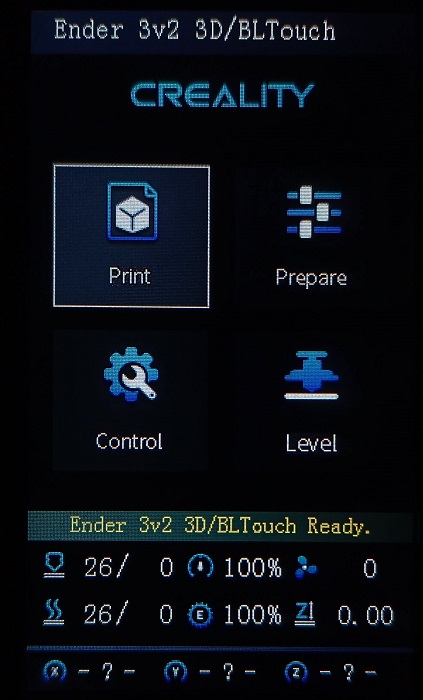 Ender 3v2 3D/BLTouch
CREALITY
Print
Prepare
Control
Level
Ender 3v2 3D/BLTouch Ready.
26/ 0 100% 0
26/ 0 E 100% Z 0.00
X -?- Y -?- Z -?-